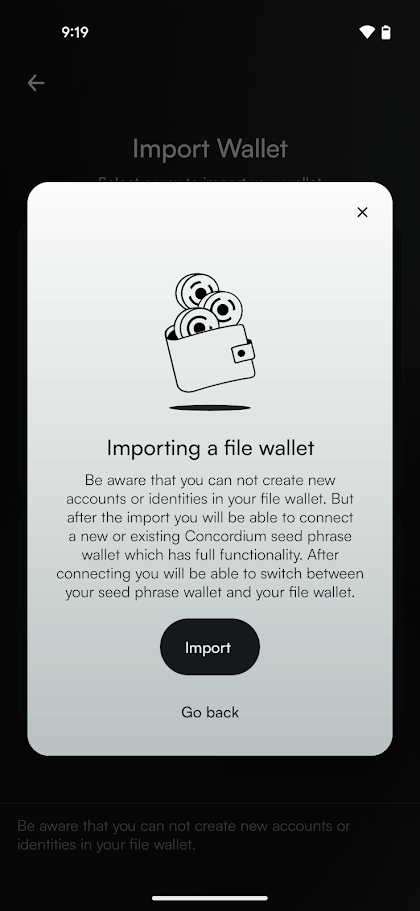 9:19
Import Wallet
Select a way to import your wallet
Importing a file wallet
Be aware that you can not create new
accounts or identities in your file wallet. But
after the import you will be able to connect
a new or existing Concordium seed phrase
wallet which has full functionality. After
connecting you will be able to switch between
your seed phrase wallet and your file wallet.
Import
Go back
Be aware that you can not create new accounts or
identities in your file wallet.